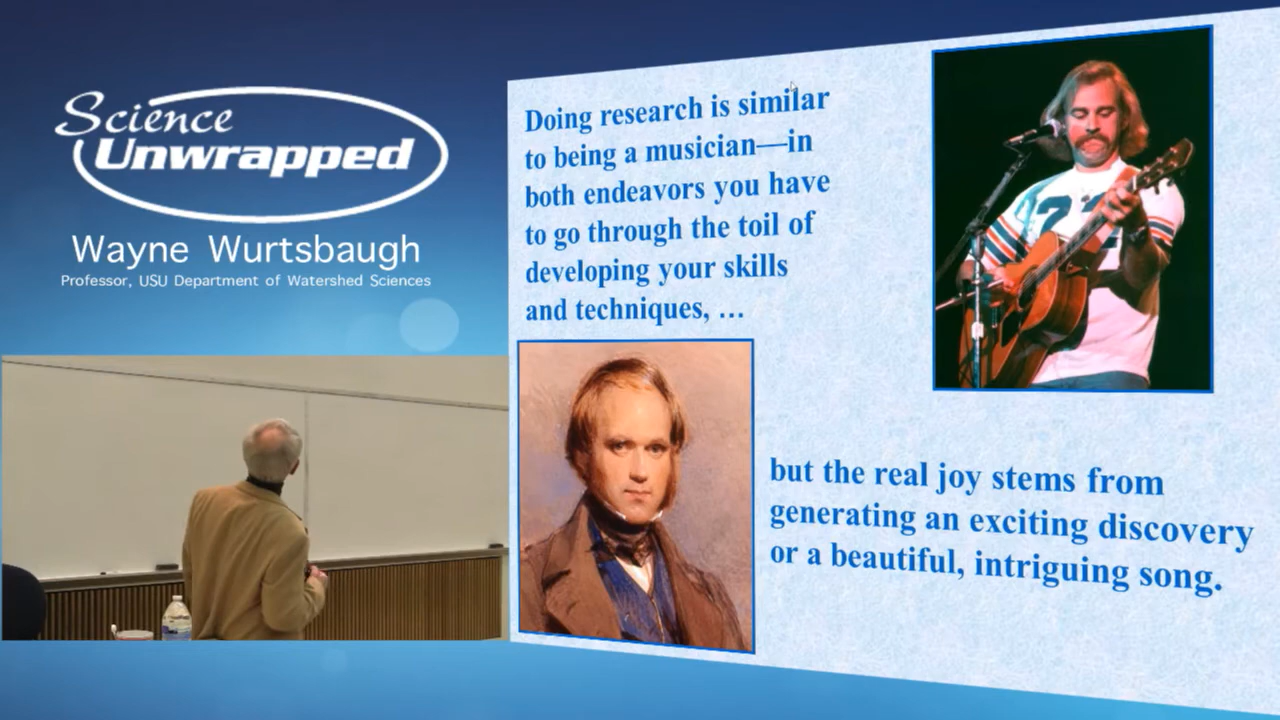 Science
Unwrapped
Wayne Wurtsbaugh
Professor, USU Department of Watershed Sciences
Doing research is similar
to being a musician—in
both endeavors you have
to go through the toil of
developing your skills
and techniques, …
but the real joy stems from
generating an exciting discovery
or a beautiful, intriguing song.